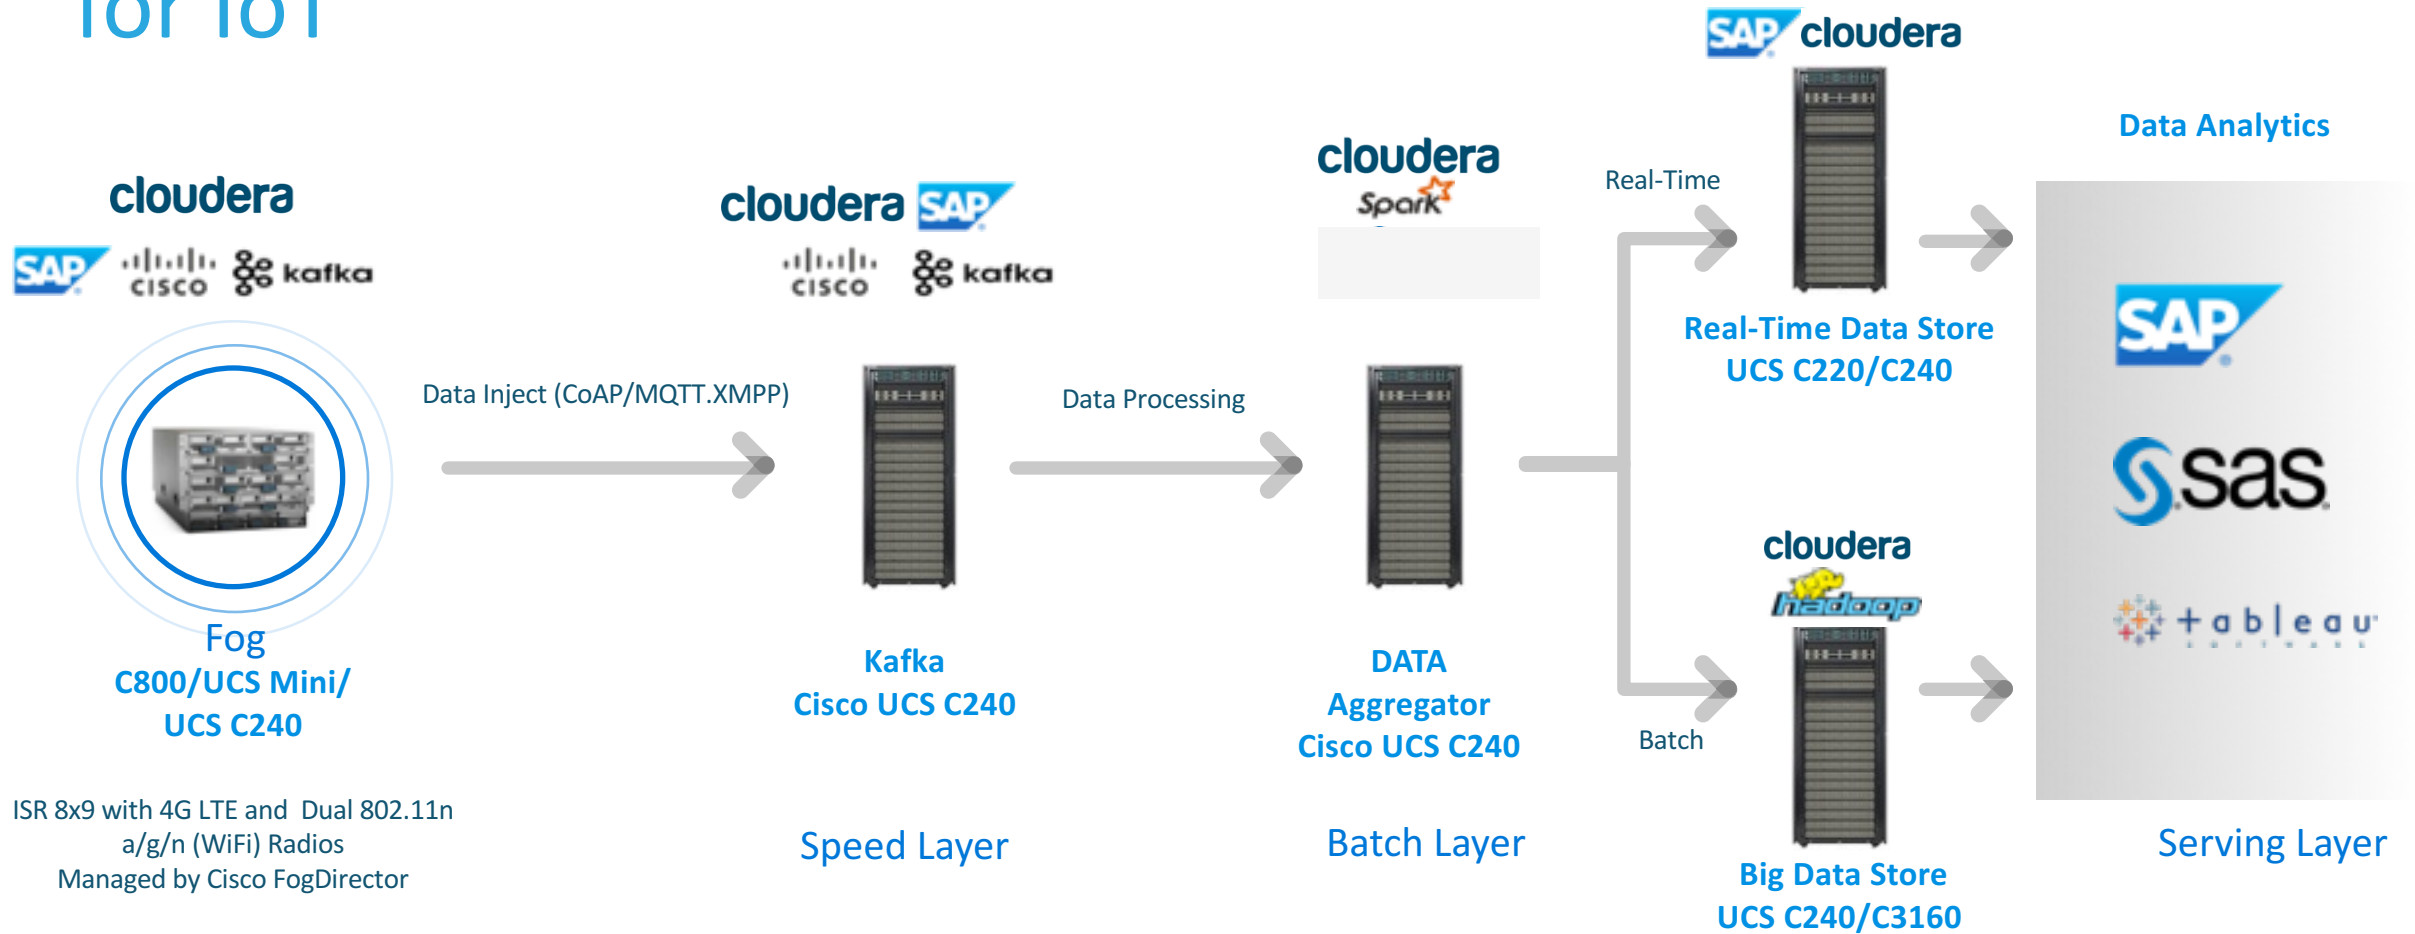 for IoT
SAP cloudera
Data Analytics
cloudera
Spark
Real-Time
cloudera
SAP CISCO kafka
cloudera SAP
CISCO kafka
Real-Time Data Store
UCS C220/C240
SAP
Data Inject (CoAP/MQTT.XMPP)
Data Processing
sas
cloudera
hadoop
tableau
Fog
C800/UCS Mini/
UCS C240
Kafka
Cisco UCS C240
DATA
Aggregator
Cisco UCS C240
Batch
ISR 8x9 with 4G LTE and Dual 802.11n
a/g/n (WiFi) Radios
Managed by Cisco FogDirector
Speed Layer
Batch Layer
Serving Layer
Big Data Store
UCS C240/C3160